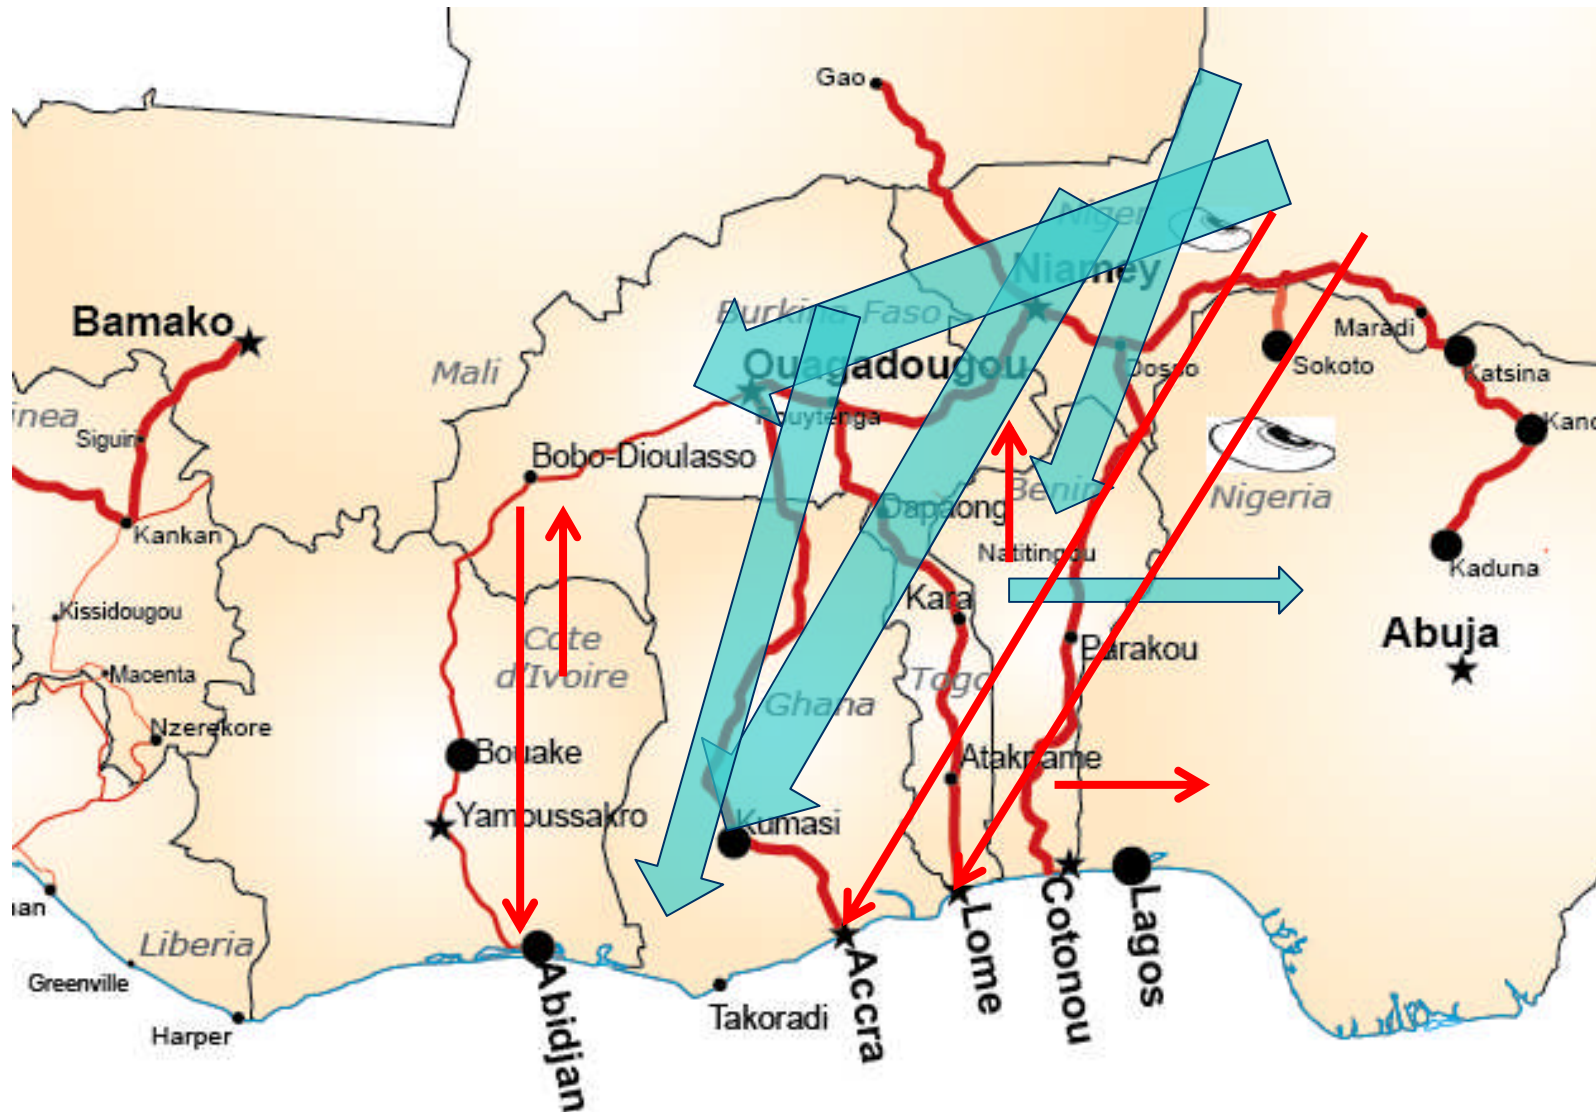 Gao
Niger
Niamey
Burkina Faso
Bamako
Mali
Ouagadougou
Maradi
Dosso
Sokoto
Katsina
Pouytenga
inea
Siguiri
Kano
Bobo-Dioulasso
Benin
Nigeria
Dapaong
Kankan
Natitingou
Kaduna
Kissidougou
Kara
Cote
d'Ivoire
Abuja
Parakou
Macenta
Togo
Ghana
Nzerekore
Bouake
Atakpame
Yamoussakro
Kumasi
Liberia
Greenville
Harper
Takoradi
Abidjan
Accra
Lome
Cotonou
Lagos